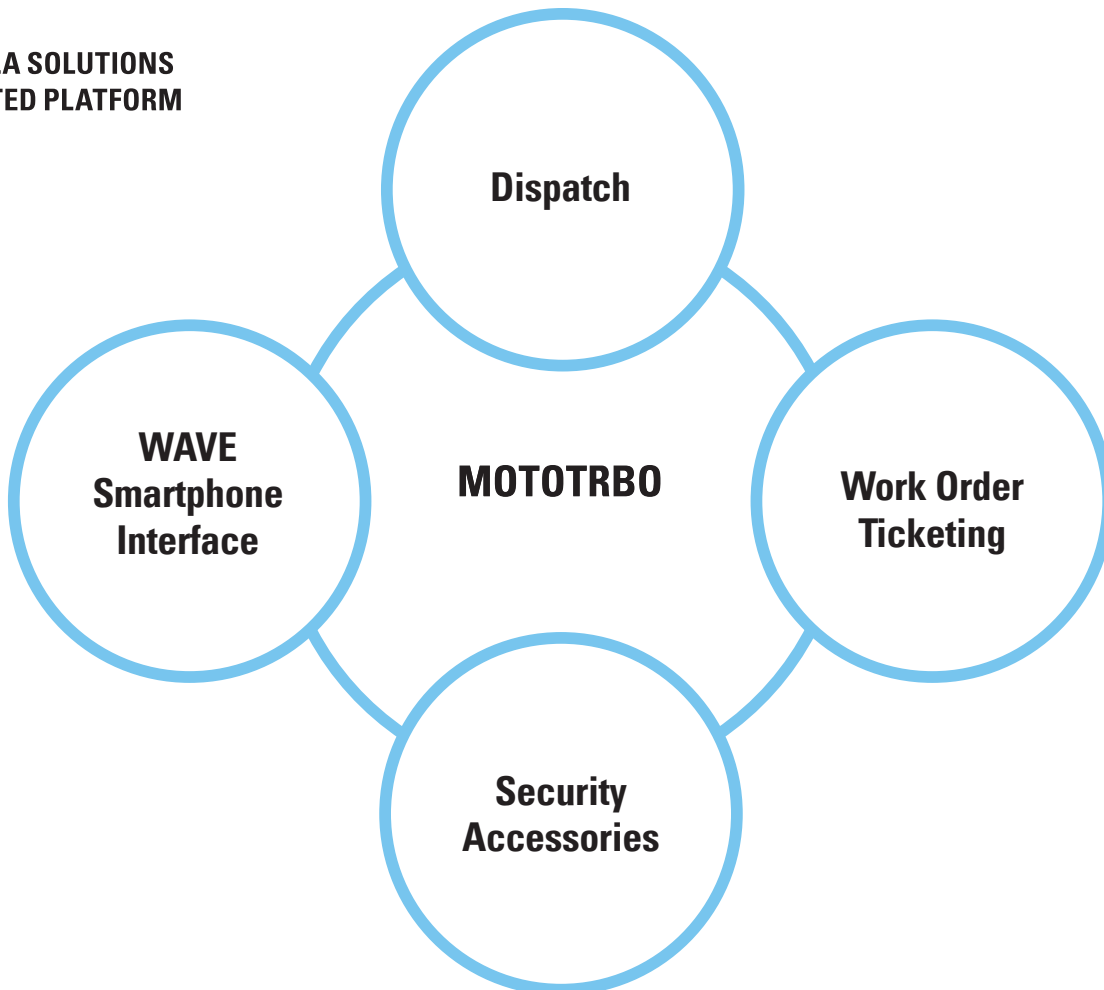 A SOLUTIONS
TED PLATFORM
Dispatch
WAVE
Smartphone
Interface
MOTOTRBO
Work Order
Ticketing
Security
Accessories